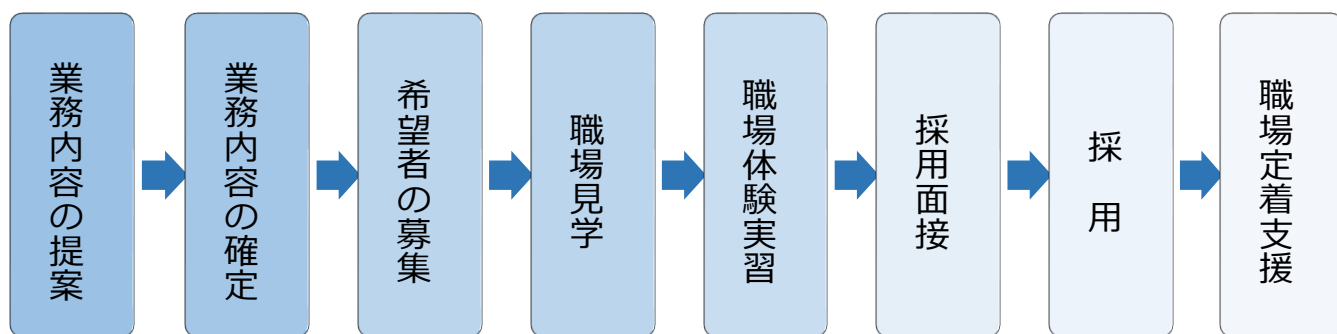 業務内容の提案
業務内容の確定
希望者の募集
職場見学
職場体験実習
採用面接
採用
職場定着支援